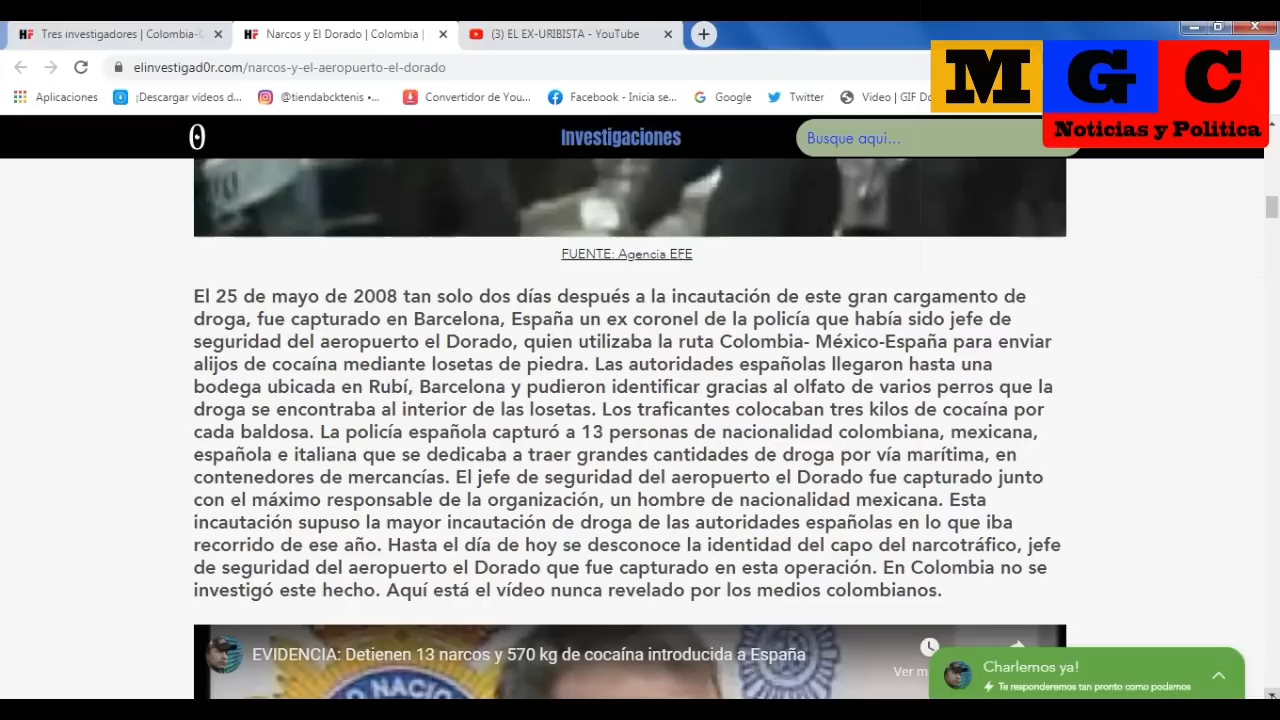 Tres investigadores | Colombia-C
Narcos y El Dorado | Colombia |
K-URIBISTA - YouTube
elinvestigad0r.com/narcos-y-el-aeropuerto-el-dorado
Aplicaciones
¡Descargar vídeos d...
@tiendabcktenis •...
Convertidor de You...
Facebook - Inicia se...
Google
Twitter
Video | GIF Do
M G C
Noticias y Politica
Investigaciones
Busque aqui...
FUENTE: Agencia EFE
El 25 de mayo de 2008 tan solo dos días después a la incautación de este gran cargamento de
droga, fue capturado en Barcelona, España un ex coronel de la policía que había sido jefe de
seguridad del aeropuerto el Dorado, quien utilizaba la ruta Colombia- México-España para enviar
alijos de cocaína mediante losetas de piedra. Las autoridades españolas llegaron hasta una
bodega ubicada en Rubí, Barcelona y pudieron identificar gracias al olfato de varios perros que la
droga se encontraba al interior de las losetas. Los traficantes colocaban tres kilos de cocaína por
cada baldosa. La policía española capturó a 13 personas de nacionalidad colombiana, mexicana,
española e italiana que se dedicaba a traer grandes cantidades de droga por vía marítima, en
contenedores de mercancías. El jefe de seguridad del aeropuerto el Dorado fue capturado junto
con el máximo responsable de la organización, un hombre de nacionalidad mexicana. Esta
incautación supuso la mayor incautación de droga de las autoridades españolas en lo que iba
recorrido de ese año. Hasta el día de hoy se desconoce la identidad del capo del narcotráfico, jefe
de seguridad del aeropuerto el Dorado que fue capturado en esta operación. En Colombia no se
investigó este hecho. Aquí está el vídeo nunca revelado por los medios colombianos.
EVIDENCIA: Detienen 13 narcos y 570 kg de cocaína introducida a España
Ver m
Charlemos ya!
Te responderemos tan pronto como podamos